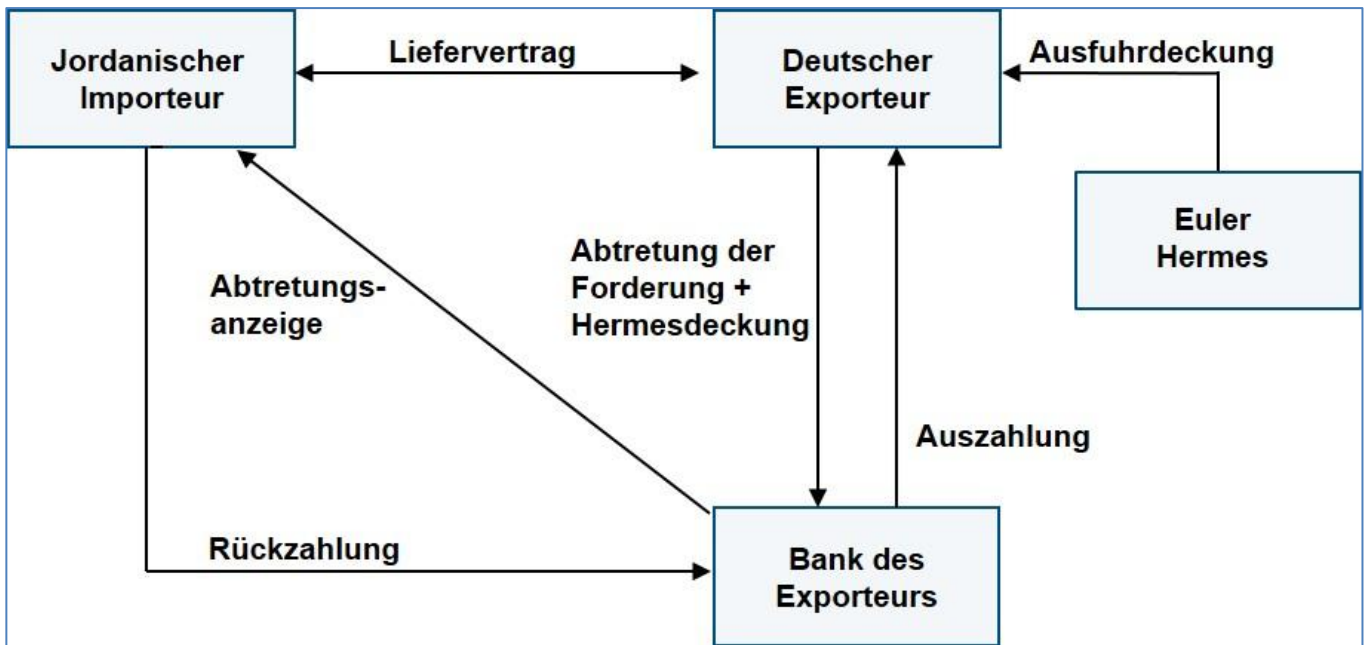 Jordanischer
Importeur
Liefervertrag
Deutscher
Exporteur
Ausfuhrdeckung
Euler
Hermes
Abtretungs-
anzeige
Abtretung der
Forderung +
Hermesdeckung
Auszahlung
Rückzahlung
Bank des
Exporteurs